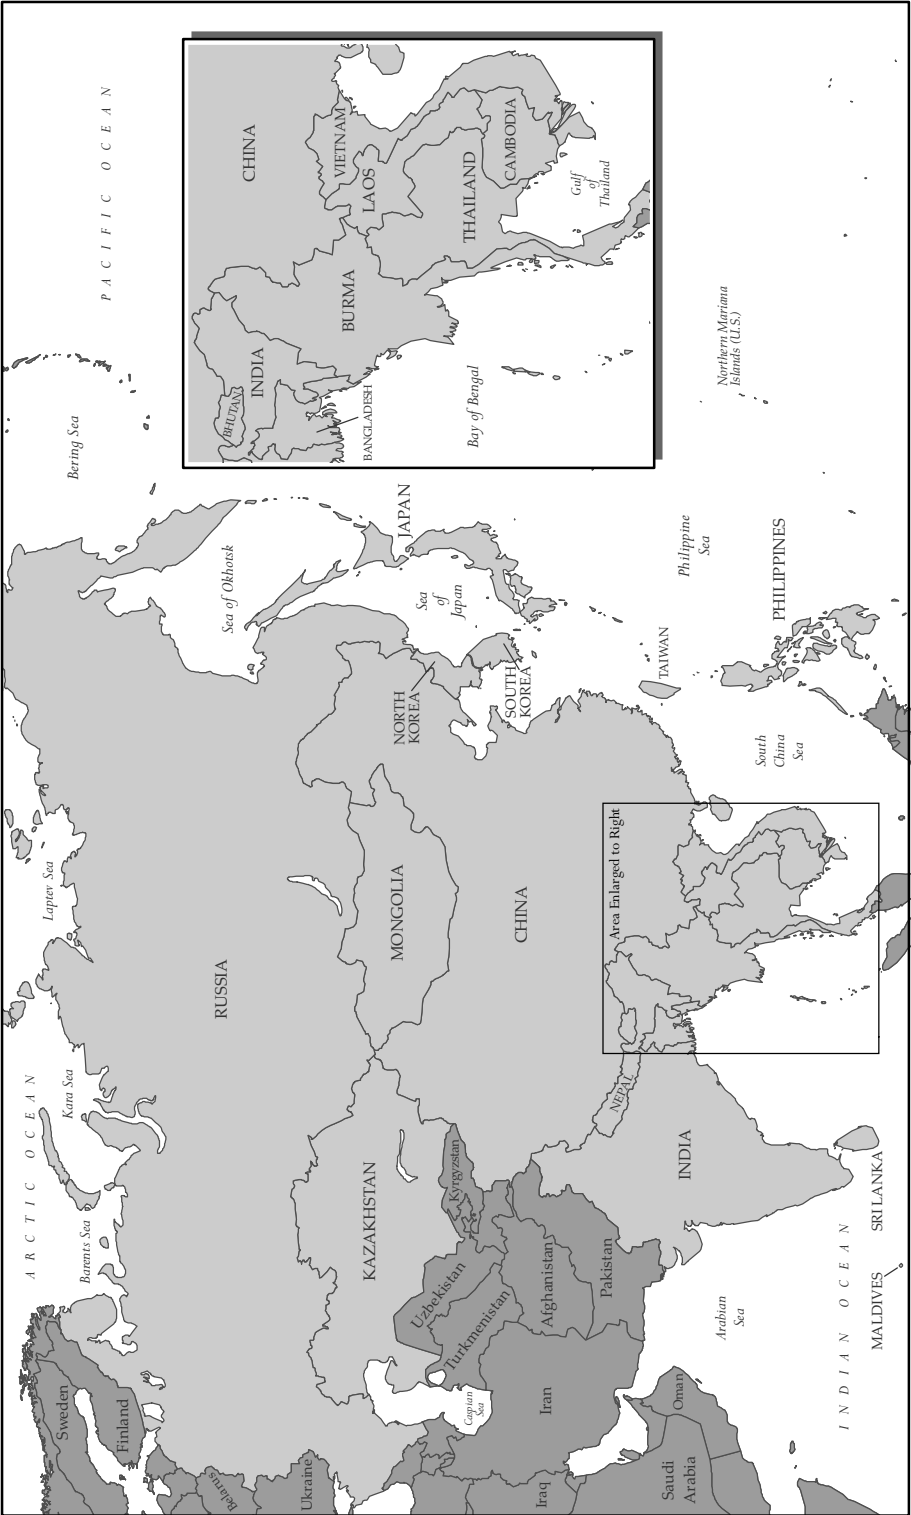 ARCTIC OCEAN
Barents Sea
Kara Sea
Laptev Sea
Bering Sea
PACIFIC OCEAN
Sweden
Finland
Belarus
Ukraine
RUSSIA
Sea of Okhotsk
KAZAKHSTAN
MONGOLIA
NORTH
KOREA
SOUTH
KOREA
JAPAN
Sea
of
Japan
CHINA
Caspian
Sea
Uzbekistan
Turkmenistan
Kyrgyzstan
Afghanistan
Pakistan
Iran
Iraq
Saudi
Arabia
Oman
Arabian
Sea
NEPAL
INDIA
Area Enlarged to Right
TAIWAN
Philippine
Sea
South
China
Sea
PHILIPPINES
Northern Mariana
Islands (U.S.)
INDIAN OCEAN
SRI LANKA
MALDIVES
CHINA
BHUTAN
INDIA
BANGLADESH
BURMA
VIETNAM
LAOS
THAILAND
CAMBODIA
Gulf
of
Thailand
Bay of Bengal